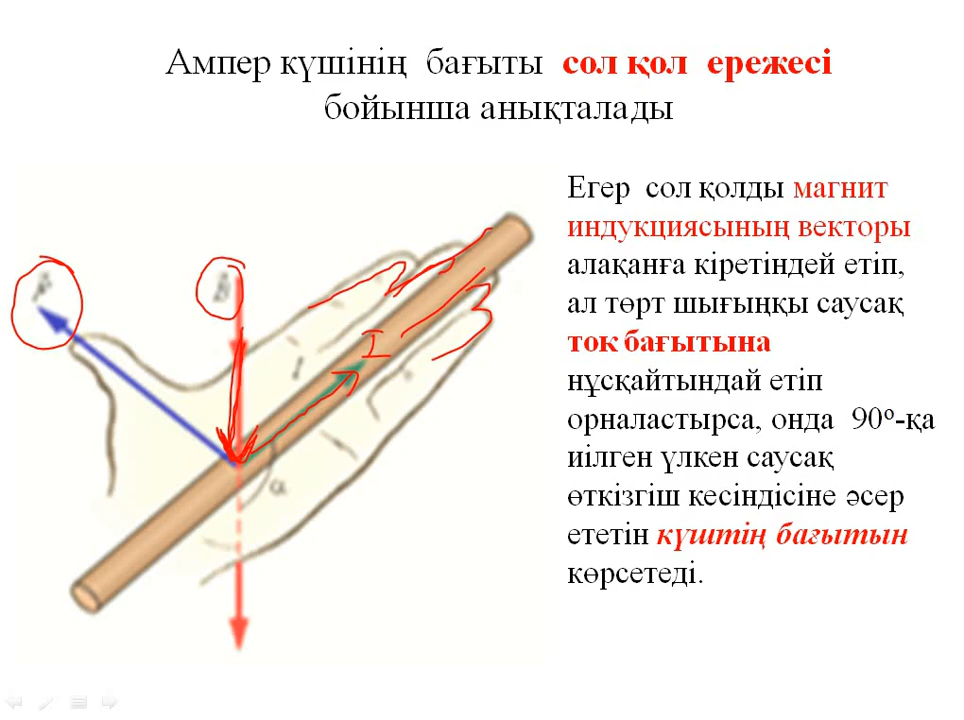 Ампер күшінің бағыты сол қол ережесі
бойынша анықталады
Егер сол қолды магнит
индукциясының векторы
алақанға кіретіндей етіп,
ал төрт шығыңқы саусақ
ток бағытына
нұсқайтындай етіп
орналастырса, онда 90º-қа
иілген үлкен саусақ
өткізгіш кесіндісіне әсер
ететін күштің бағытын
көрсетеді.
B
I
l
α